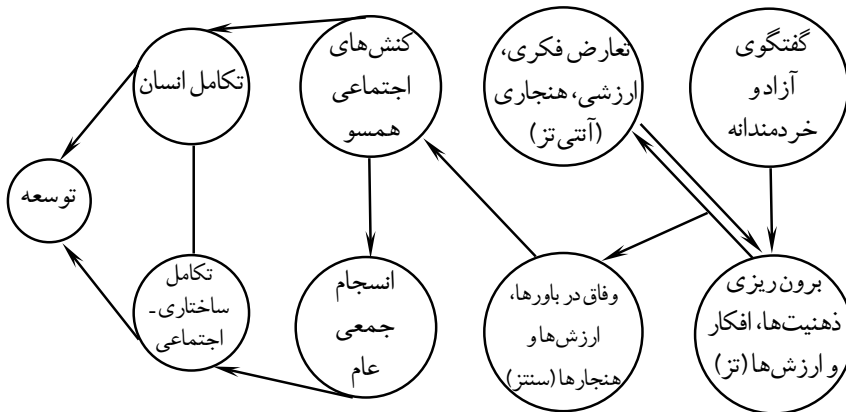 گفتگوی
آزاد و
خردمندانه
تعارض فکری،
ارزشی، هنجاری
(آنتی‌تز)
کنش‌های
اجتماعی
همسو
تکامل انسان
توسعه
برون‌ریزی
ذهنیت‌ها، افکار
و ارزش‌ها (تز)
وفاق در باورها،
ارزش‌ها و
هنجارها (سنتز)
انسجام
جمعی
عام
تکامل
ساختاری-
اجتماعی